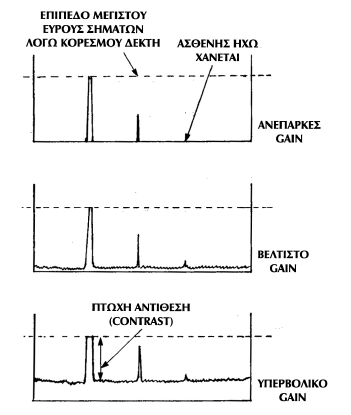 ΕΠΙΠΕΔΟ ΜΕΓΙΣΤΟΥ
ΕΥΡΟΥΣ ΣΗΜΑΤΩΝ
ΛΟΓΩ ΚΟΡΕΣΜΟΥ ΔΕΚΤΗ
ΑΣΘΕΝΗΣ ΗΧΩ
ΧΑΝΕΤΑΙ
ΑΝΕΠΑΡΚΕΣ
GAIN
ΒΕΛΤΙΣΤΟ
GAIN
ΠΤΩΧΗ ΑΝΤΙΘΕΣΗ
(CONTRAST)
ΥΠΕΡΒΟΛΙΚΟ
GAIN